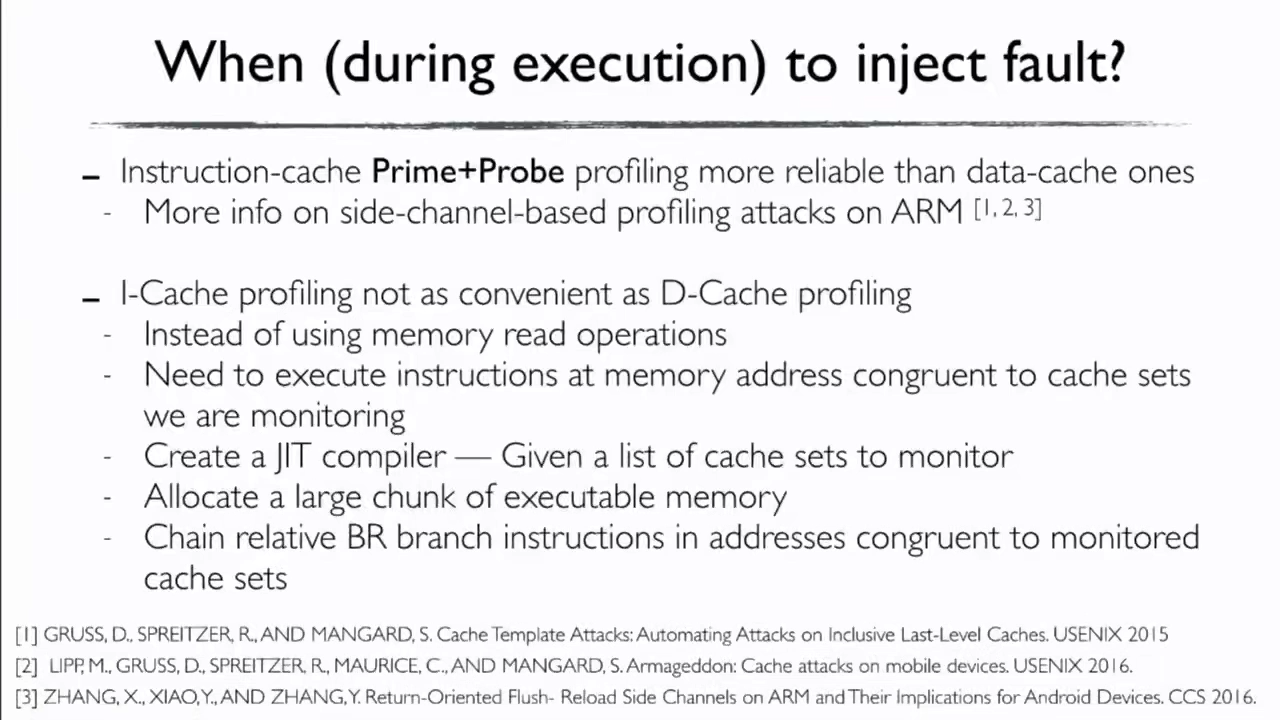 When (during execution) to inject fault?
– Instruction-cache Prime+Probe profiling more reliable than data-cache ones
- More info on side-channel-based profiling attacks on ARM [1, 2, 3]
– I-Cache profiling not as convenient as D-Cache profiling
- Instead of using memory read operations
- Need to execute instructions at memory address congruent to cache sets
we are monitoring
- Create a JIT compiler — Given a list of cache sets to monitor
- Allocate a large chunk of executable memory
- Chain relative BR branch instructions in addresses congruent to monitored
cache sets
[1] GRUSS, D., SPREITZER, R., AND MANGARD, S. Cache Template Attacks: Automating Attacks on Inclusive Last-Level Caches. USENIX 2015
[2] LIPP, M., GRUSS, D., SPREITZER, R., MAURICE, C., AND MANGARD, S. Armageddon: Cache attacks on mobile devices. USENIX 2016.
[3] ZHANG, X., XIAO, Y., AND ZHANG, Y. Return-Oriented Flush- Reload Side Channels on ARM and Their Implications for Android Devices. CCS 2016.